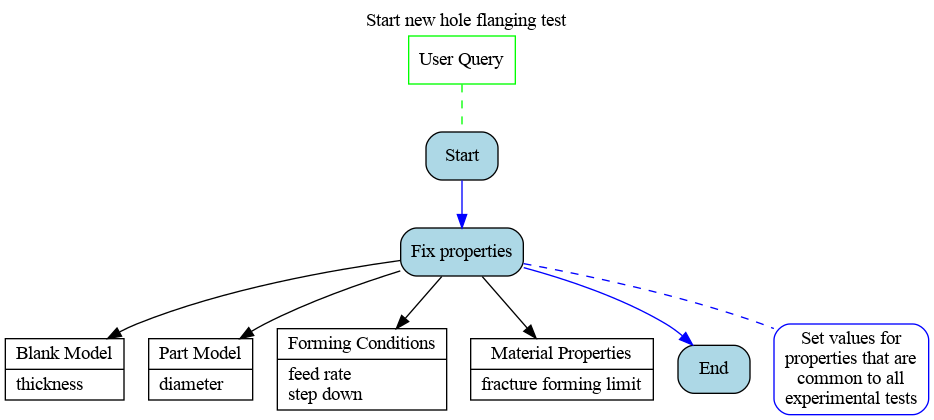 Start new hole flanging test
User Query
Start
Fix properties
Blank Model
thickness
Part Model
diameter
Forming Conditions
feed rate
step down
Material Properties
fracture forming limit
End
Set values for
properties that are
common to all
experimental tests